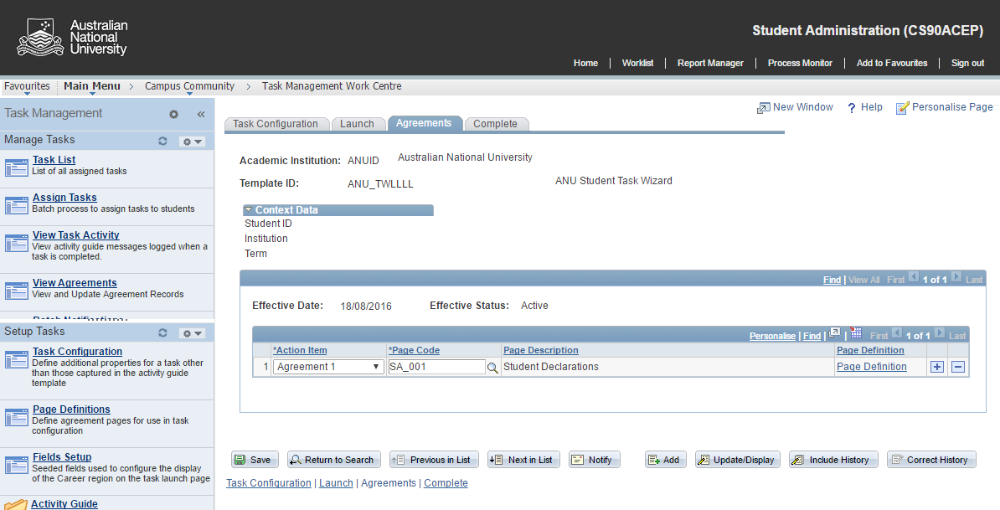 Australian
National
University
Student Administration (CS90ACEP)
Home | Worklist | Report Manager | Process Monitor | Add to Favourites | Sign out
Favourites Main Menu > Campus Community > Task Management Work Centre
Task Management «
Manage Tasks
Task List
List of all assigned tasks
Assign Tasks
Batch process to assign tasks to students
View Task Activity
View activity guide messages logged when a
task is completed.
View Agreements
View and Update Agreement Records
Setup Tasks
Task Configuration
Define additional properties for a task other
than those captured in the activity guide
template
Page Definitions
Define agreement pages for use in task
configuration
Fields Setup
Seeded fields used to configure the display
of the Career region on the task launch page
Activity Guide
New Window ? Help Personalise Page
Task Configuration Launch Agreements Complete
Academic Institution: ANUID Australian National University
Template ID: ANU_TWLLLL ANU Student Task Wizard
Context Data
Student ID
Institution
Term
Find | View All First 1 of 1 Last
Effective Date: 18/08/2016 Effective Status: Active
Personalise | Find | | First 1 of 1 Last
*Action Item *Page Code Page Description Page Definition
1 Agreement 1 SA_001 Student Declarations Page Definition + −
Save Return to Search Previous in List Next in List Notify Add Update/Display Include History Correct History
Task Configuration | Launch | Agreements | Complete